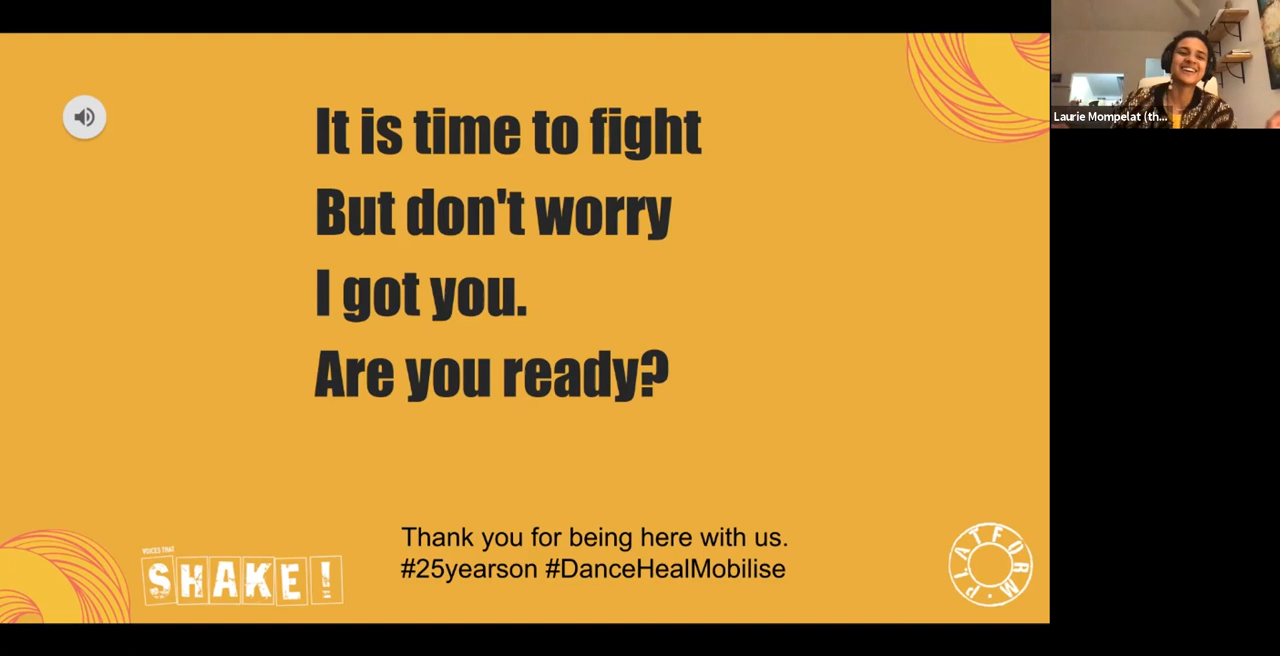 It is time to fight
But don't worry
I got you.
Are you ready?
Thank you for being here with us.
#25yearson #DanceHealMobilise
VOICES THAT
SHAKE!
PLATFORM
Laurie Mompelat (th...